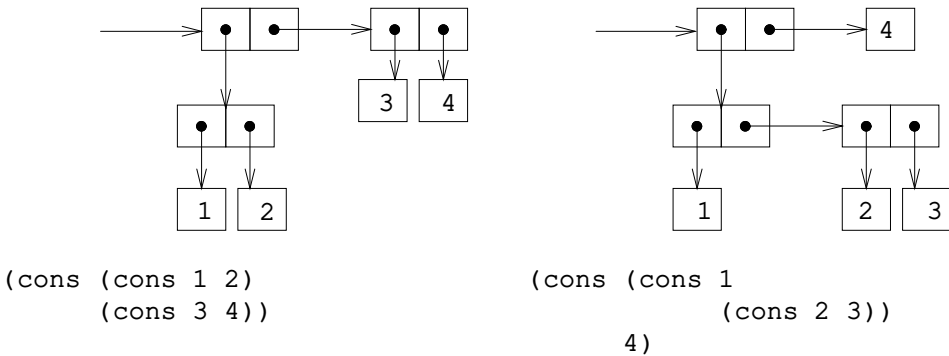 4
3 4
1 2
1 2 3
(cons (cons 1 2)
(cons 3 4))
(cons (cons 1
(cons 2 3))
4)